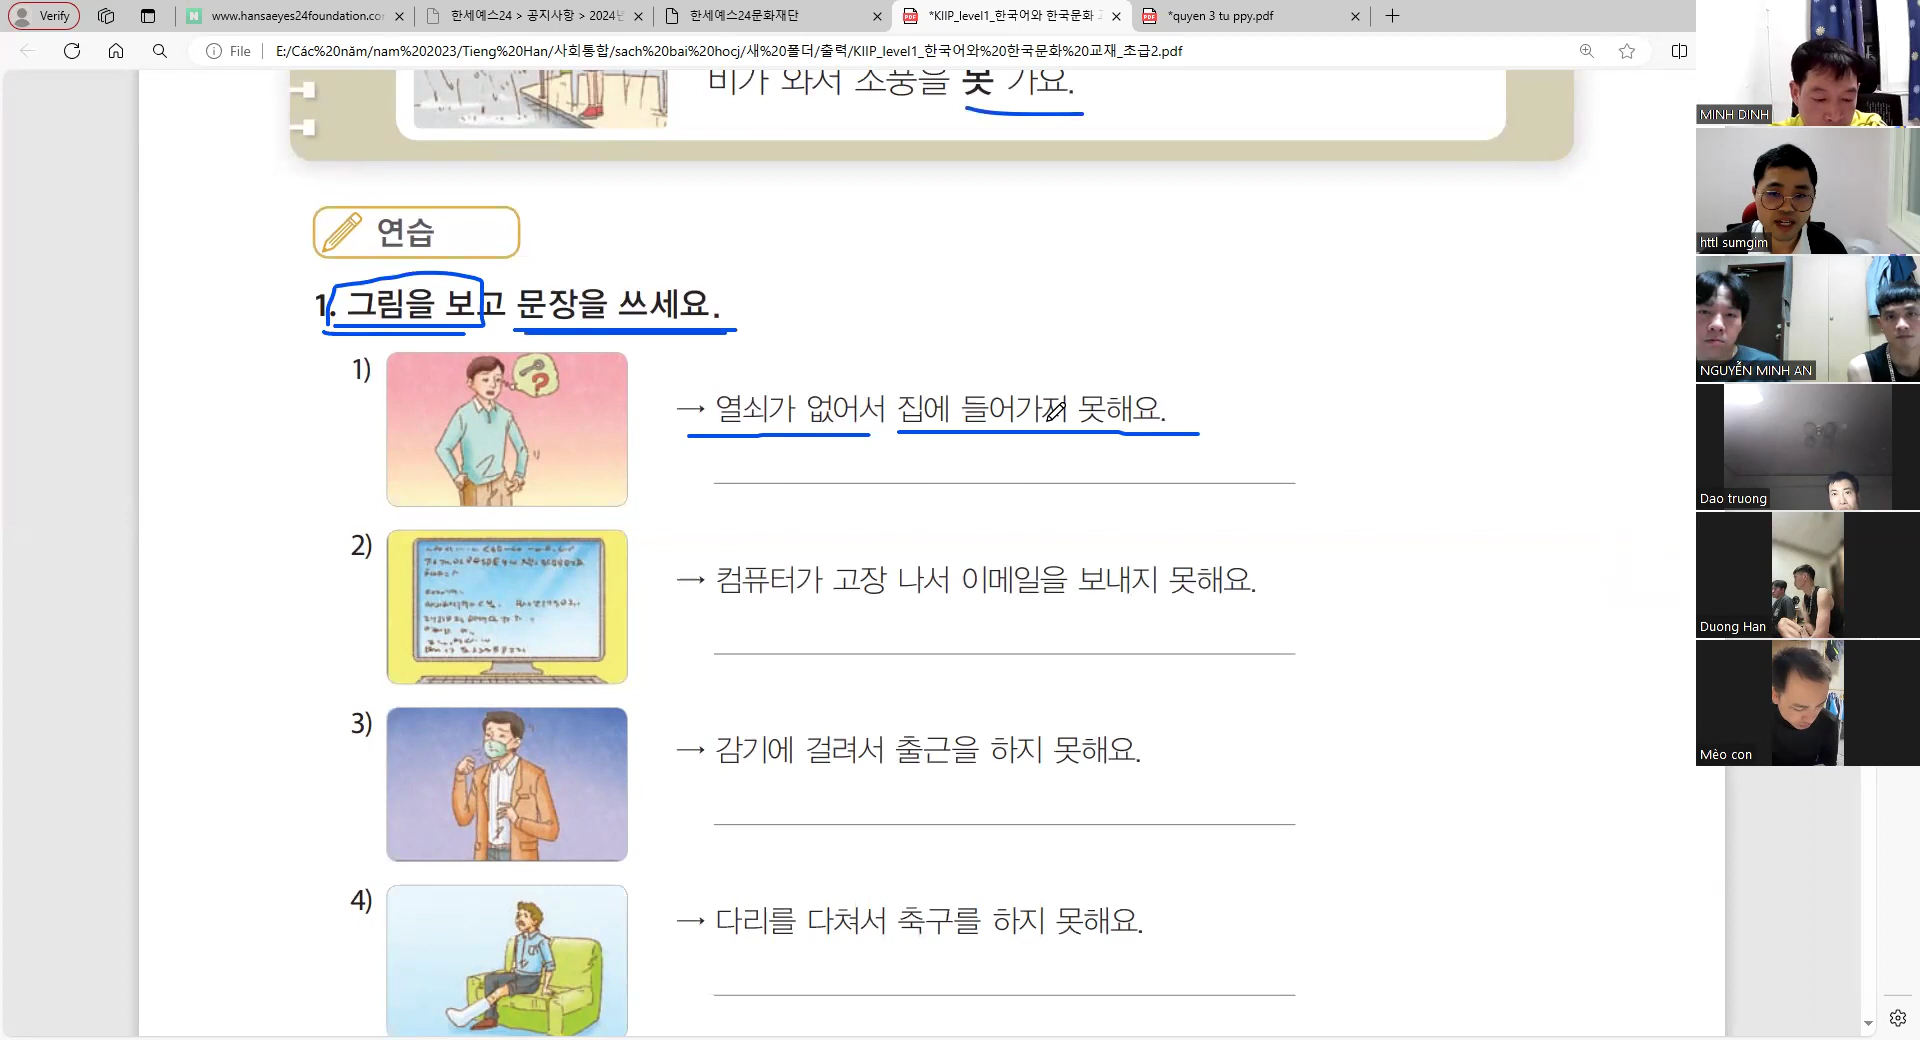 Verify
www.hansaeyes24foundation.co
한세예스24 > 공지사항 > 2024년
한세예스24문화재단
*KIIP_level1_한국어와 한국문화 교
*quyen 3 tu ppy.pdf
File
E:/Các%20năm/nam%202023/Tieng%20Han/사회통합/sach%20bai%20hocj/새%20폴더/출력/KIIP_level1_한국어와%20한국문화%20교재_초급2.pdf
비가 와서 소풍을 못 가요.
연습
1. 그림을 보고 문장을 쓰세요.
1)
→ 열쇠가 없어서 집에 들어가지 못해요.
2)
→ 컴퓨터가 고장 나서 이메일을 보내지 못해요.
3)
→ 감기에 걸려서 출근을 하지 못해요.
4)
→ 다리를 다쳐서 축구를 하지 못해요.
MINH DINH
httl sumgim
NGUYỄN MINH AN
Dao truong
Duong Han
Mèo con